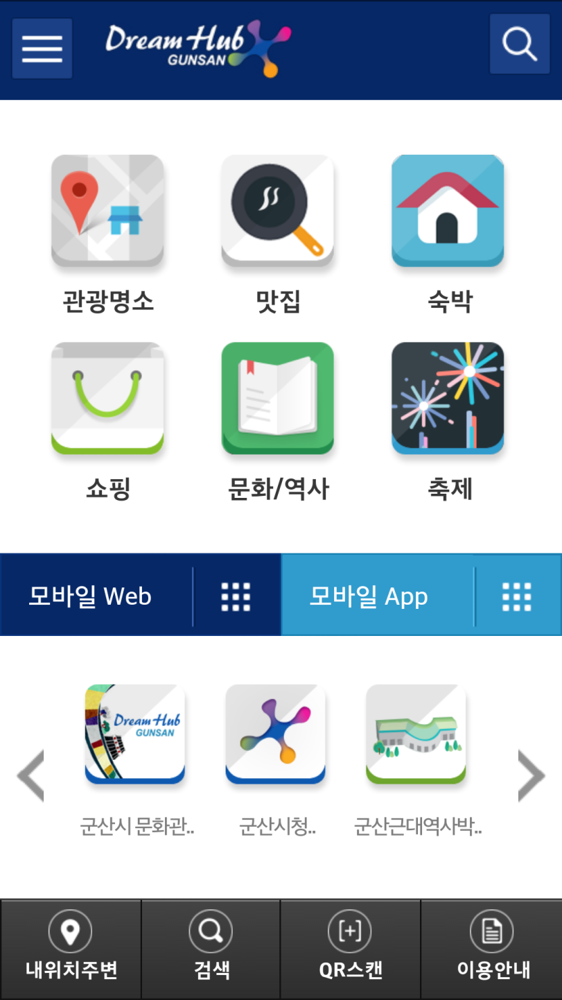 Dream Hub
GUNSAN
관광명소
맛집
숙박
쇼핑
문화/역사
축제
모바일 Web
모바일 App
Dream Hub
GUNSAN
군산시 문화관..
군산시청..
군산근대역사박..
내위치주변
검색
QR스캔
이용안내